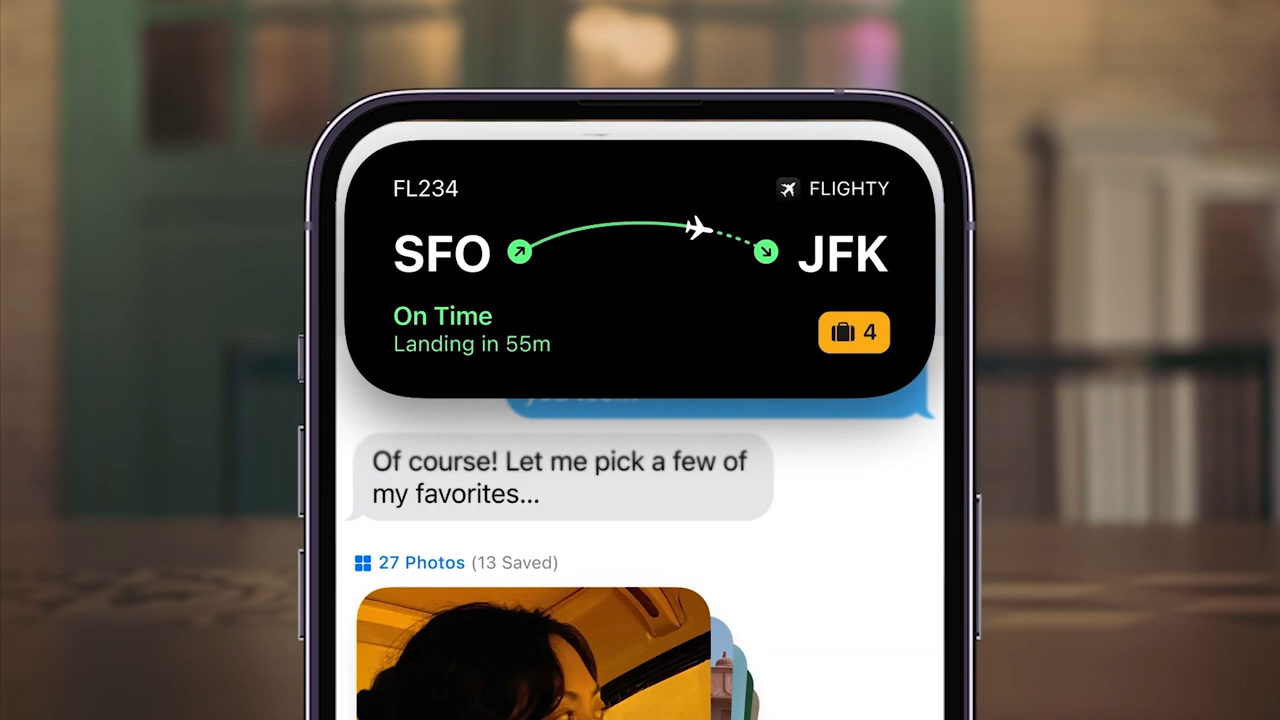 FL234
FLIGHTY
SFO
JFK
On Time
Landing in 55m
4
Of course! Let me pick a few of
my favorites...
27 Photos (13 Saved)